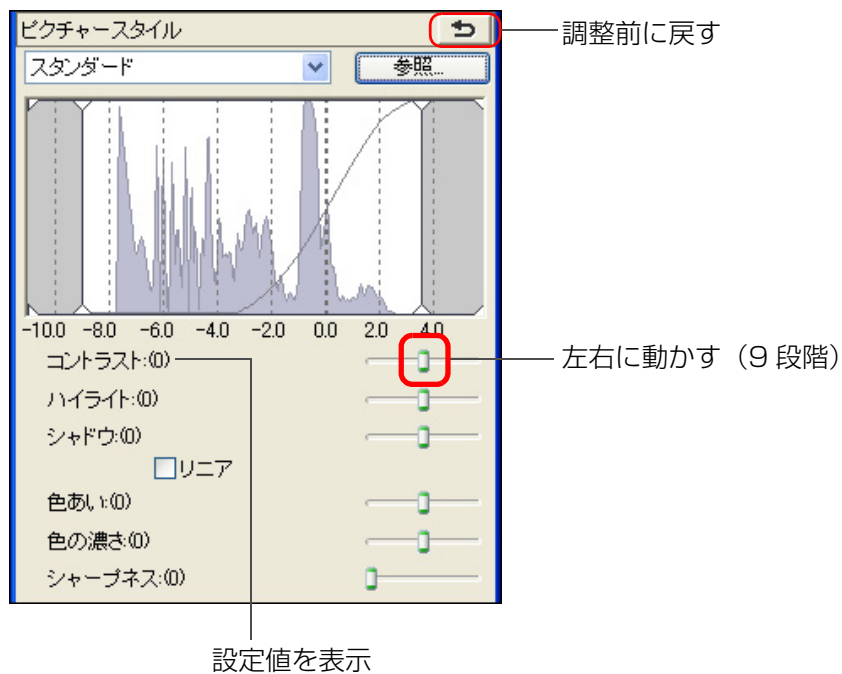 ピクチャースタイル
調整前に戻す
スタンダード
参照...
-10.0 -8.0 -6.0 -4.0 -2.0 0.0 2.0 4.0
コントラスト:(0)
左右に動かす（9 段階）
ハイライト:(0)
シャドウ:(0)
リニア
色あい:(0)
色の濃さ:(0)
シャープネス:(0)
設定値を表示